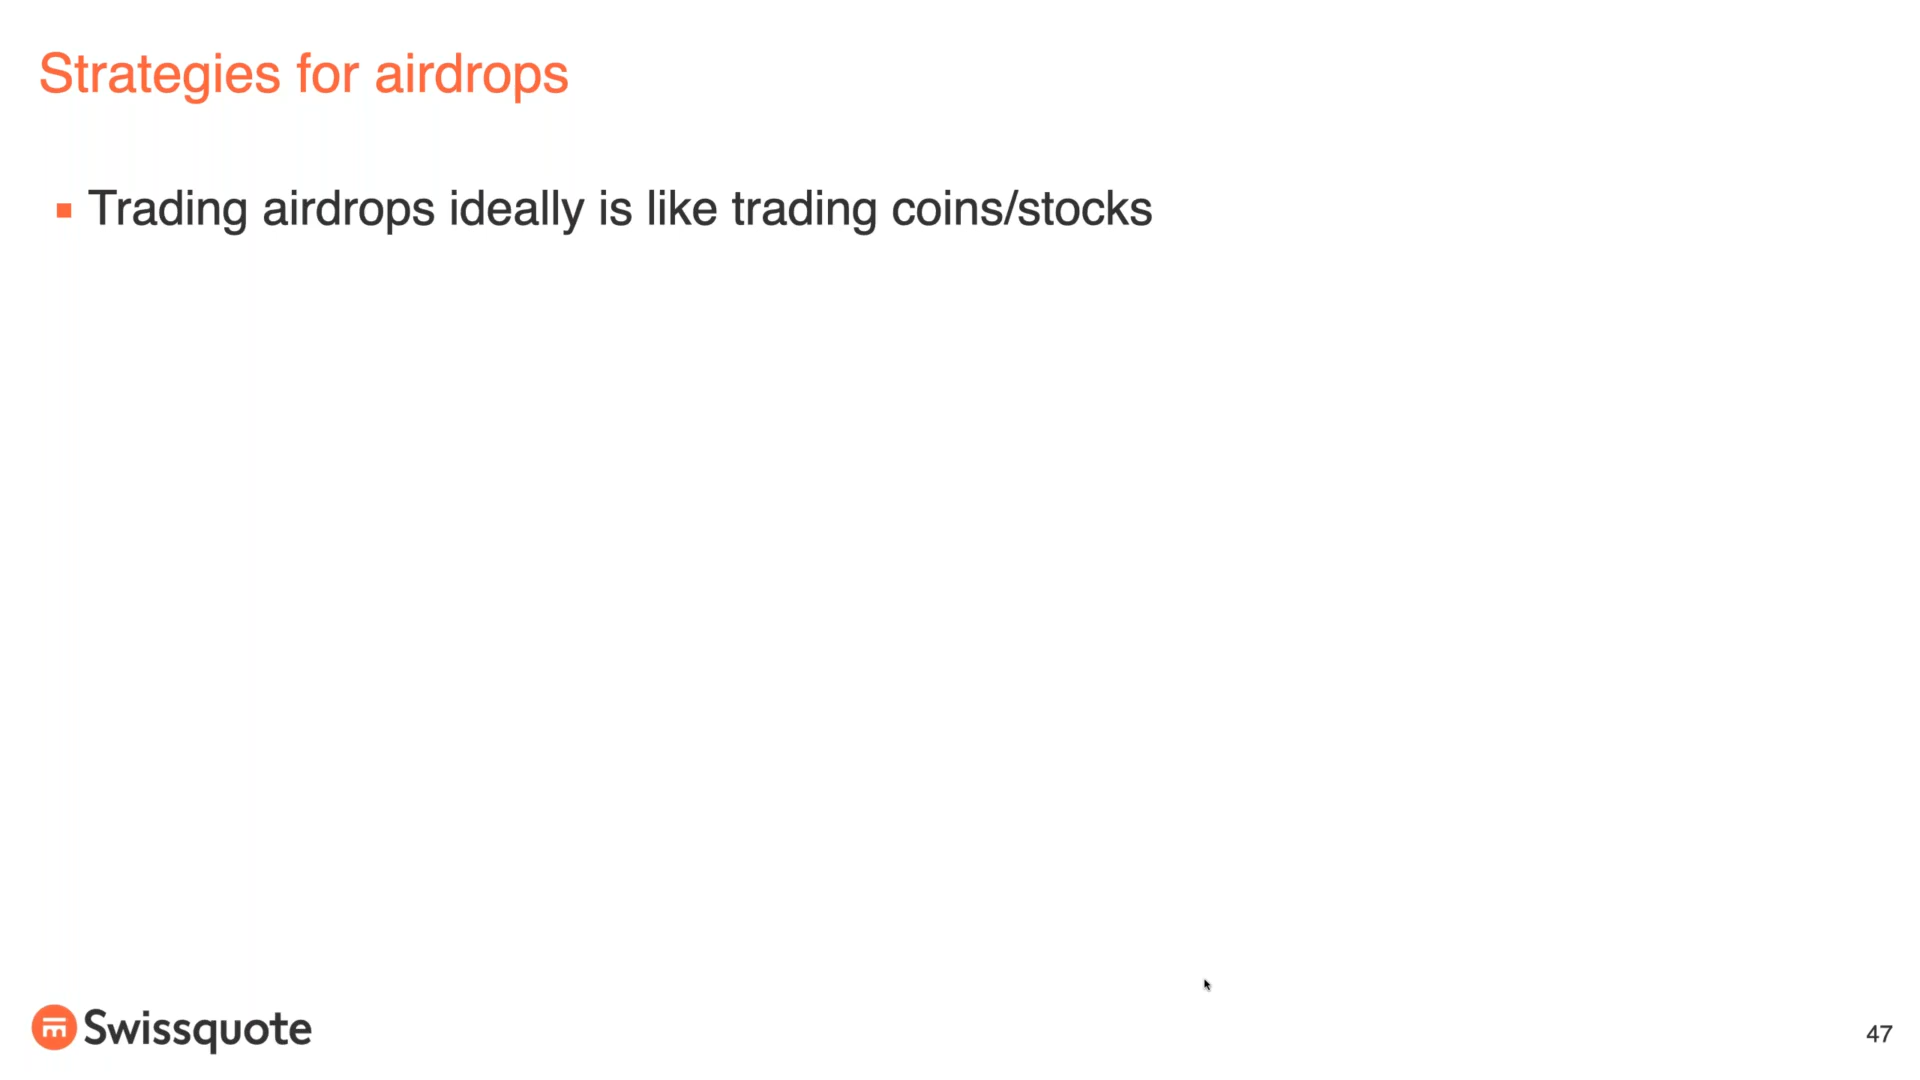 Strategies for airdrops
Trading airdrops ideally is like trading coins/stocks
Swissquote
47